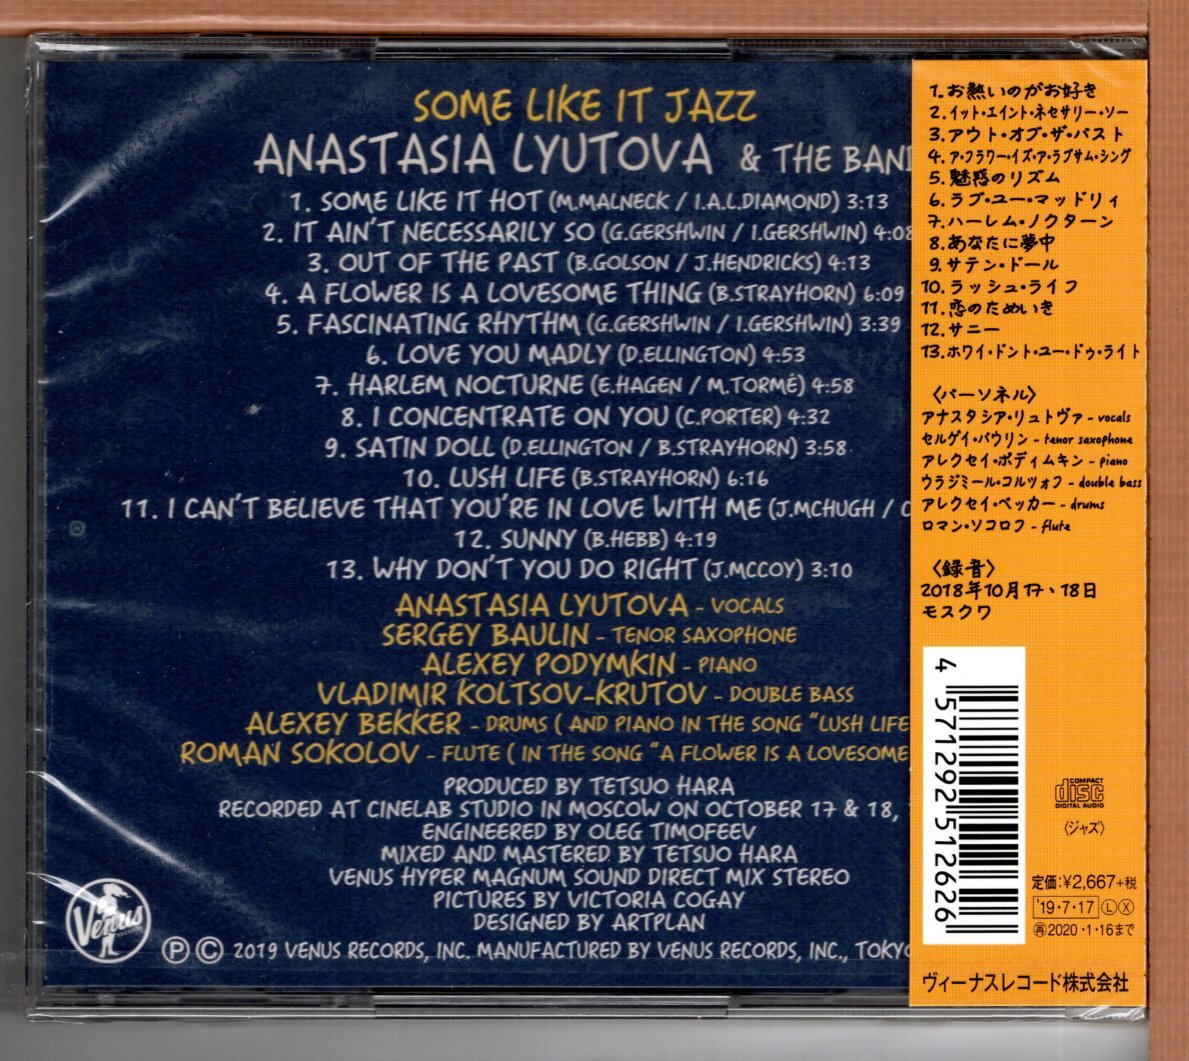 SOME LIKE IT JAZZ
ANASTASIA LYUTOVA & THE BAN
1. SOME LIKE IT HOT (M.MALNECK / I.A.L.DIAMOND) 3:13
2. IT AIN'T NECESSARILY SO (G.GERSHWIN / I.GERSHWIN) 4:08
3. OUT OF THE PAST (B.GOLSON / J.HENDRICKS) 4:13
4. A FLOWER IS A LOVESOME THING (B.STRAYHORN) 6:09
5. FASCINATING RHYTHM (G.GERSHWIN / I.GERSHWIN) 3:39
6. LOVE YOU MADLY (D.ELLINGTON) 4:53
7. HARLEM NOCTURNE (E.HAGEN / M.TORMÉ) 4:58
8. I CONCENTRATE ON YOU (C.PORTER) 4:32
9. SATIN DOLL (D.ELLINGTON / B.STRAYHORN) 3:58
10. LUSH LIFE (B.STRAYHORN) 6:16
11. I CAN'T BELIEVE THAT YOU'RE IN LOVE WITH ME (J.MCHUGH /
12. SUNNY (B.HEBB) 4:19
13. WHY DON'T YOU DO RIGHT (J.MCCOY) 3:10
ANASTASIA LYUTOVA - VOCALS
SERGEY BAULIN - TENOR SAXOPHONE
ALEXEY PODYMKIN - PIANO
VLADIMIR KOLTSOV-KRUTOV - DOUBLE BASS
ALEXEY BEKKER - DRUMS ( AND PIANO IN THE SONG "LUSH LIFE
ROMAN SOKOLOV - FLUTE ( IN THE SONG "A FLOWER IS A LOVESOME
PRODUCED BY TETSUO HARA
RECORDED AT CINELAB STUDIO IN MOSCOW ON OCTOBER 17 & 18,
ENGINEERED BY OLEG TIMOFEEV
MIXED AND MASTERED BY TETSUO HARA
VENUS HYPER MAGNUM SOUND DIRECT MIX STEREO
PICTURES BY VICTORIA COGAY
DESIGNED BY ARTPLAN
Ⓟ Ⓒ 2019 VENUS RECORDS, INC. MANUFACTURED BY VENUS RECORDS, INC., TOKYO
Venus
1.お熱いのがお好き
2.イット・エイント・ネセサリー・ソー
3.アウト・オブ・ザ・パスト
4.ア・フラワー・イズ・ア・ラブサム・シング
5.魅惑のリズム
6.ラブ・ユー・マッドリィ
7.ハーレム・ノクターン
8.あなたに夢中
9.サテン・ドール
10.ラッシュ・ライフ
11.恋のためいき
12.サニー
13.ホワイ・ドント・ユー・ドゥ・ライト
〈パーソネル〉
アナスタシア・リュトヴァ - vocals
セルゲイ・バウリン - tenor saxophone
アレクセイ・ポディムキン - piano
ウラジミール・コルツォフ - double bass
アレクセイ・ベッカー - drums
ロマン・ソコロフ - flute
〈録音〉
2018年10月17、18日
モスクワ
4 571292 512626
COMPACT
disc
DIGITAL AUDIO
〈ジャズ〉
定価:¥2,667+税
'19・7・17 Ⓛ Ⓧ
㊢2020・1・16まで
ヴィーナスレコード株式会社